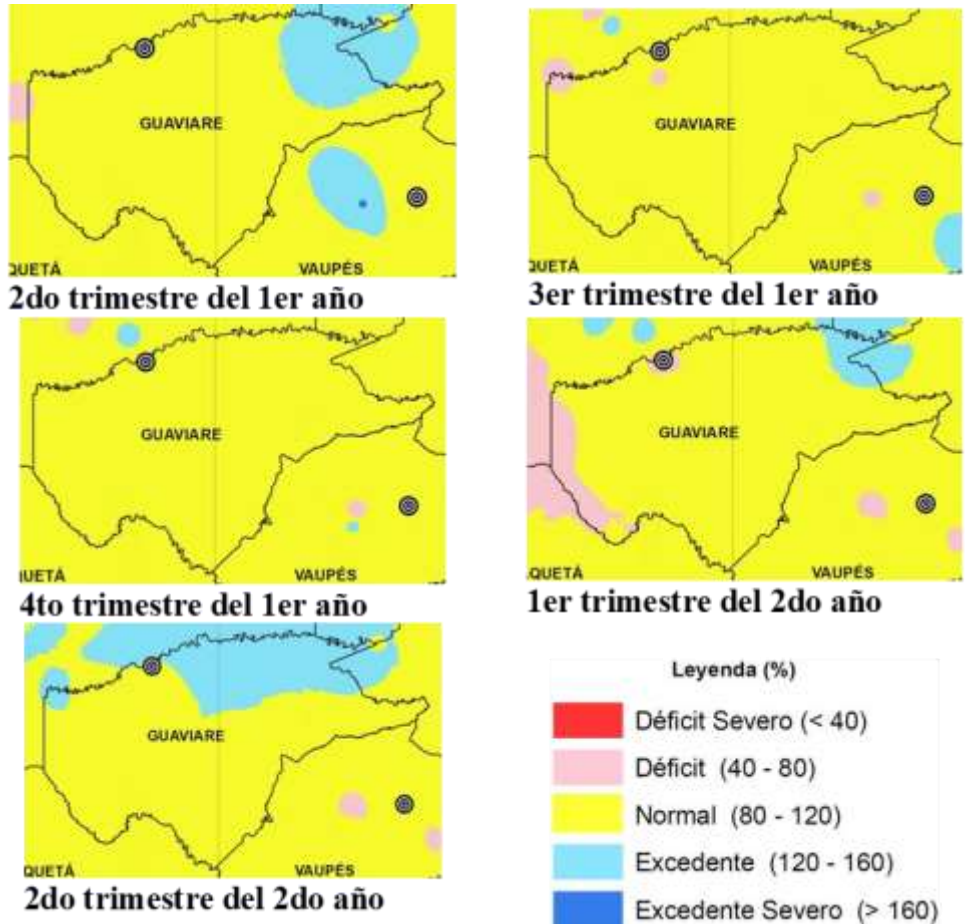 GUAVIARE
QUETÁ
VAUPÉS
2do trimestre del 1er año
GUAVIARE
QUETÁ
VAUPÉS
3er trimestre del 1er año
GUAVIARE
UETÁ
VAUPÉS
4to trimestre del 1er año
GUAVIARE
QUETÁ
VAUPÉS
1er trimestre del 2do año
GUAVIARE
QUETÁ
VAUPÉS
2do trimestre del 2do año
Leyenda (%)
Déficit Severo (< 40)
Déficit (40 - 80)
Normal (80 - 120)
Excedente (120 - 160)
Excedente Severo (> 160)